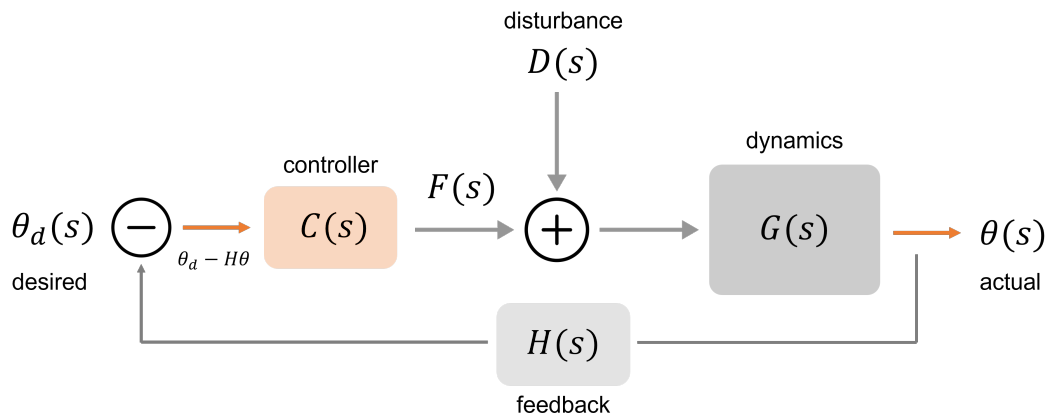 disturbance
D(s)
dynamics
controller
F(s)
θ_d(s)
−
C(s)
+
G(s)
θ(s)
θ_d − Hθ
desired
actual
H(s)
feedback